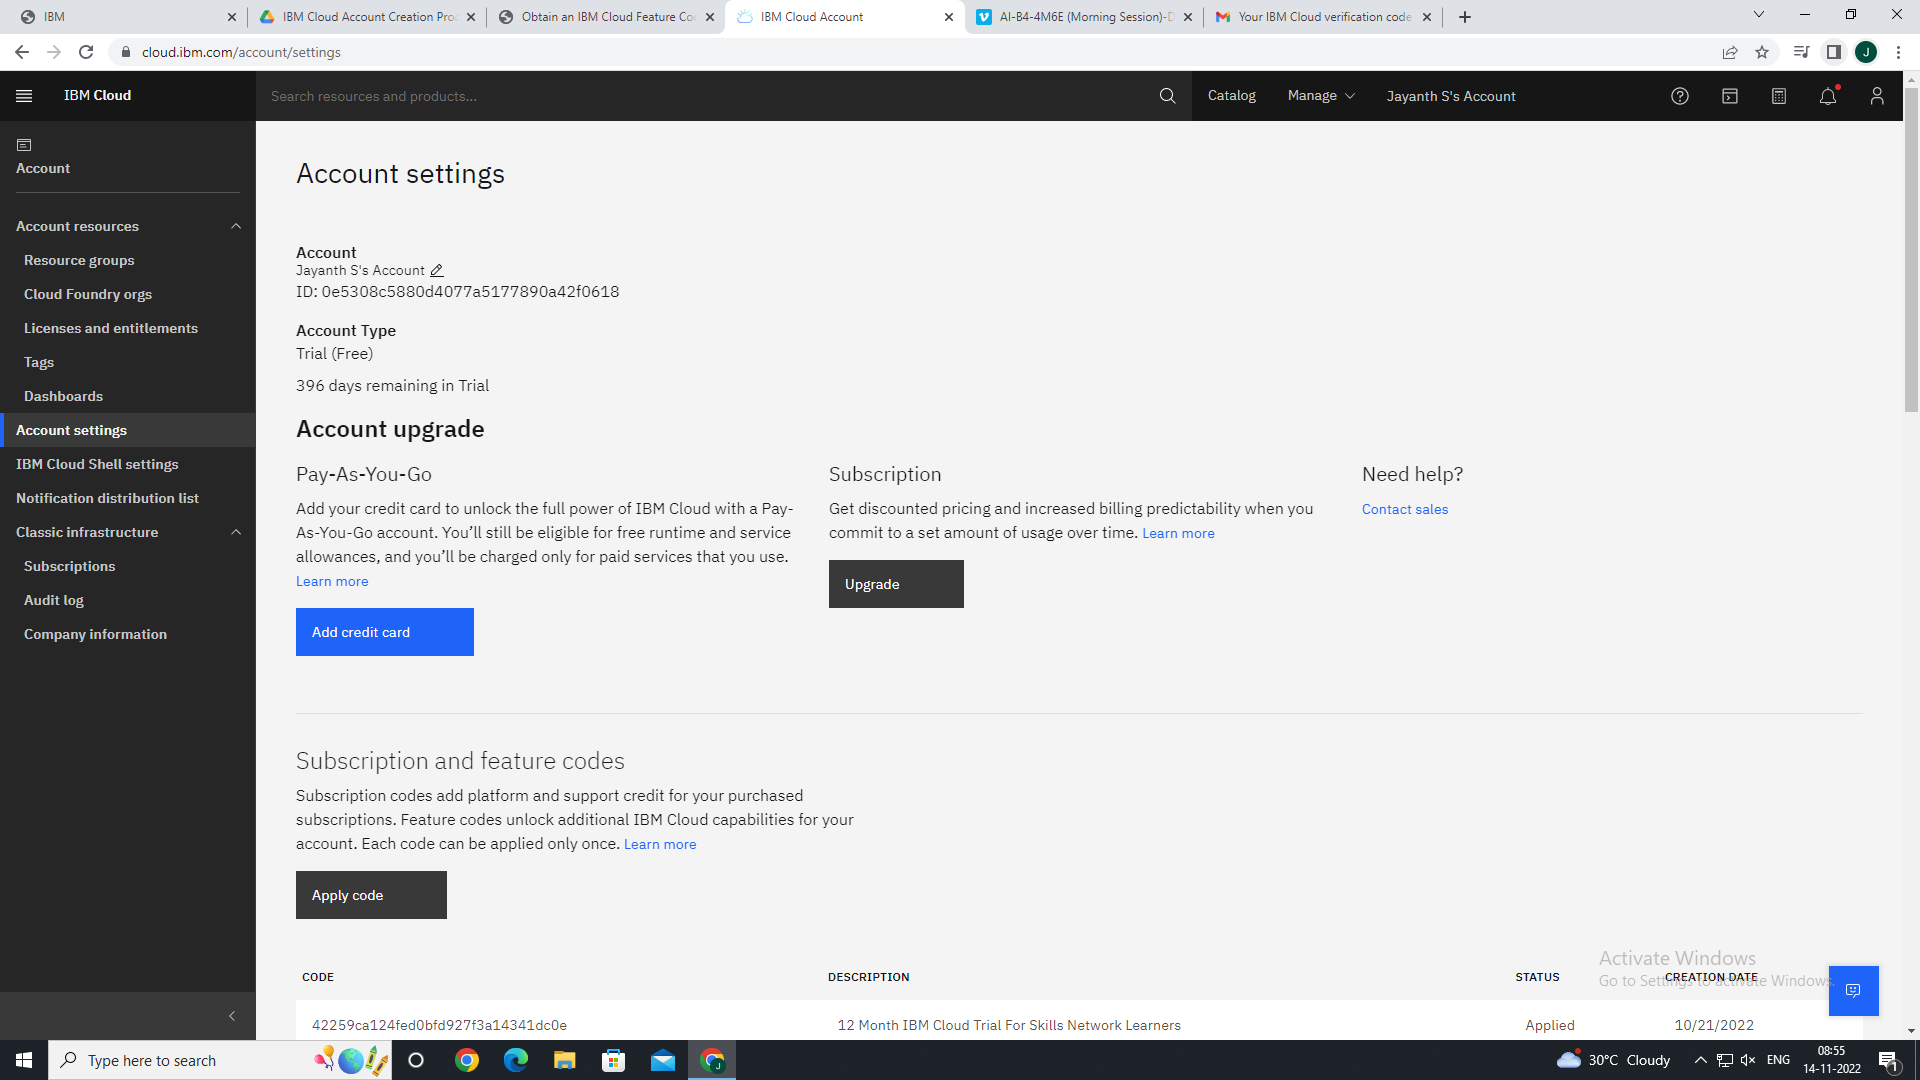 IBM
IBM Cloud Account Creation Proc
Obtain an IBM Cloud Feature Co
IBM Cloud Account
AI-B4-4M6E (Morning Session)-D
Your IBM Cloud verification code
cloud.ibm.com/account/settings
J
IBM Cloud
Search resources and products...
Catalog
Manage
Jayanth S's Account
Account
Account resources
Resource groups
Cloud Foundry orgs
Licenses and entitlements
Tags
Dashboards
Account settings
IBM Cloud Shell settings
Notification distribution list
Classic infrastructure
Subscriptions
Audit log
Company information
Account settings
Account
Jayanth S's Account
ID: 0e5308c5880d4077a5177890a42f0618
Account Type
Trial (Free)
396 days remaining in Trial
Account upgrade
Pay-As-You-Go
Add your credit card to unlock the full power of IBM Cloud with a Pay-
As-You-Go account. You’ll still be eligible for free runtime and service
allowances, and you’ll be charged only for paid services that you use.
Learn more
Add credit card
Subscription
Get discounted pricing and increased billing predictability when you
commit to a set amount of usage over time. Learn more
Upgrade
Need help?
Contact sales
Subscription and feature codes
Subscription codes add platform and support credit for your purchased
subscriptions. Feature codes unlock additional IBM Cloud capabilities for your
account. Each code can be applied only once. Learn more
Apply code
CODE DESCRIPTION STATUS CREATION DATE
42259ca124fed0bfd927f3a14341dc0e 12 Month IBM Cloud Trial For Skills Network Learners Applied 10/21/2022
Activate Windows
Go to Settings to activate Windows.
Type here to search
J
30°C Cloudy
ENG
08:55
14-11-2022
1